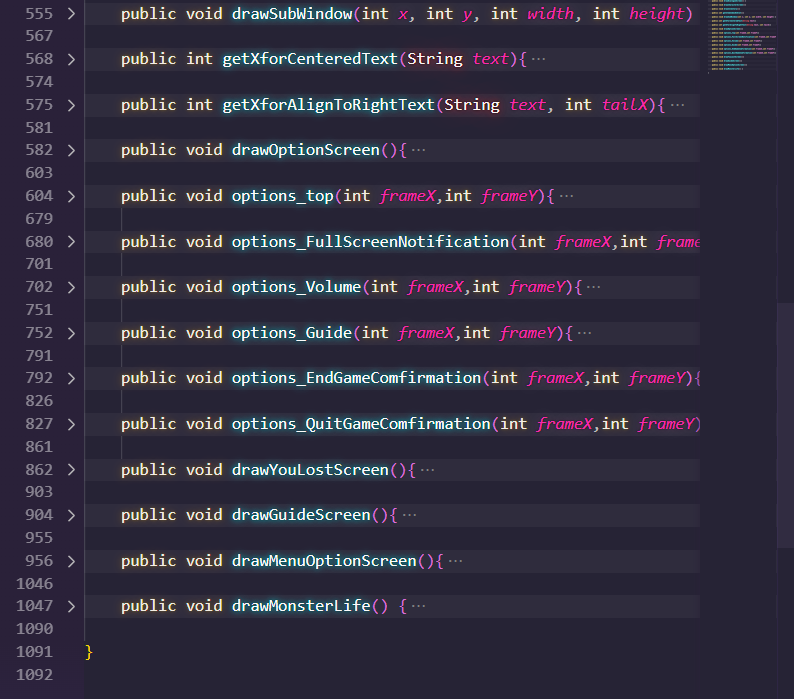 555 > public void drawSubWindow(int x, int y, int width, int height)
567
568 > public int getXforCenteredText(String text){ ···
574
575 > public int getXforAlignToRightText(String text, int tailX){ ···
581
582 > public void drawOptionScreen(){ ···
603
604 > public void options_top(int frameX,int frameY){ ···
679
680 > public void options_FullScreenNotification(int frameX,int frame
701
702 > public void options_Volume(int frameX,int frameY){ ···
751
752 > public void options_Guide(int frameX,int frameY){ ···
791
792 > public void options_EndGameComfirmation(int frameX,int frameY){
826
827 > public void options_QuitGameComfirmation(int frameX,int frameY)
861
862 > public void drawYouLostScreen(){ ···
903
904 > public void drawGuideScreen(){ ···
955
956 > public void drawMenuOptionScreen(){ ···
1046
1047 > public void drawMonsterLife() { ···
1090
1091 }
1092